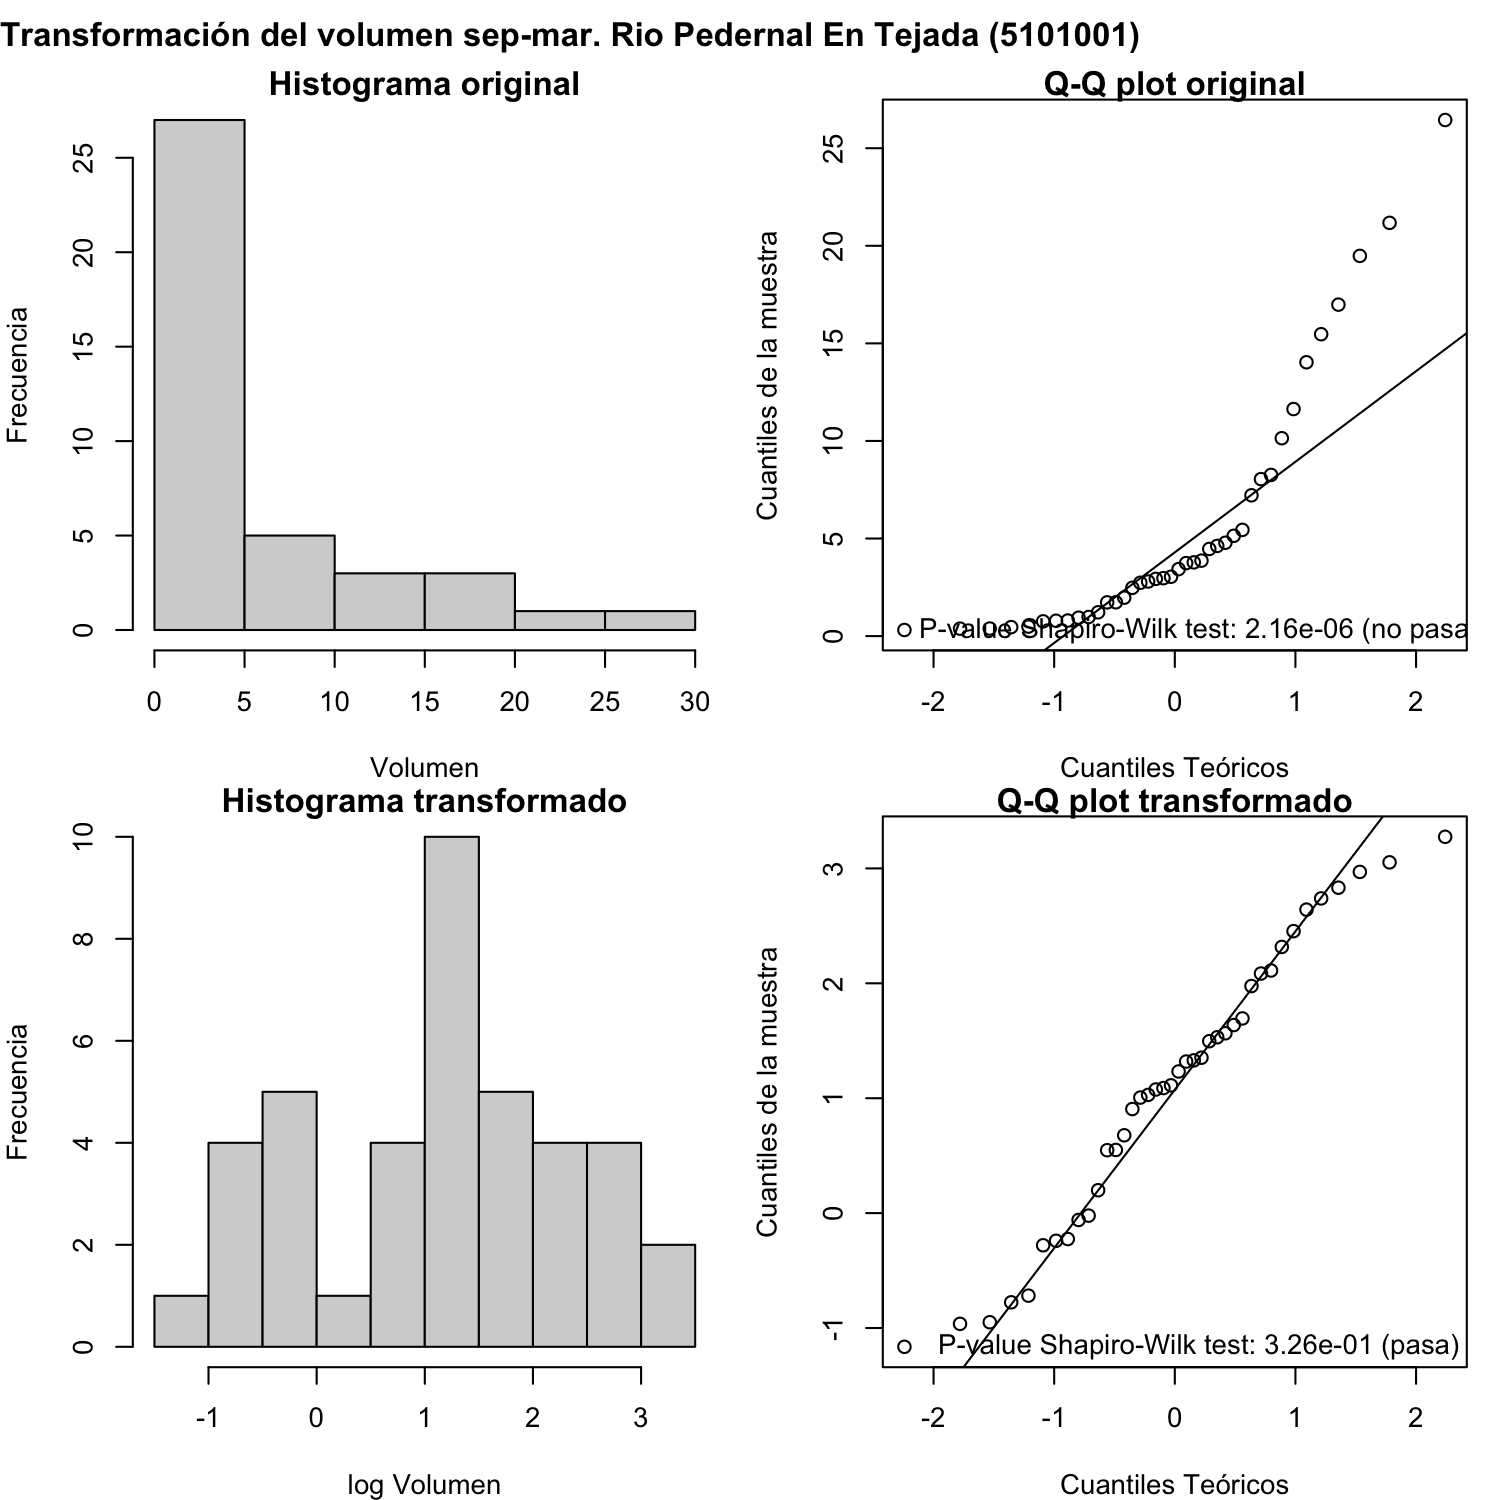 Transformación del volumen sep-mar. Rio Pedernal En Tejada (5101001)
Histograma original
Frecuencia
25
20
15
10
5
0
0 5 10 15 20 25 30
Volumen
Q-Q plot original
Cuantiles de la muestra
25
20
15
10
5
0
P-value Shapiro-Wilk test: 2.16e-06 (no pasa
-2 -1 0 1 2
Cuantiles Teóricos
Histograma transformado
Frecuencia
10
8
6
4
2
0
-1 0 1 2 3
log Volumen
Q-Q plot transformado
Cuantiles de la muestra
3
2
1
0
-1
P-value Shapiro-Wilk test: 3.26e-01 (pasa)
-2 -1 0 1 2
Cuantiles Teóricos